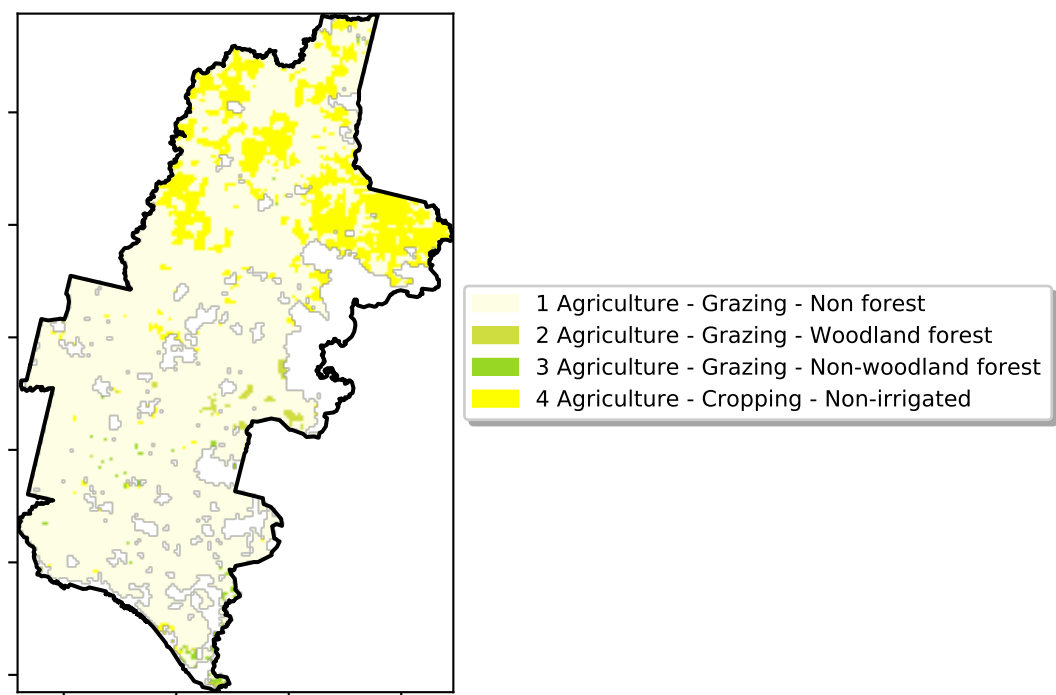 1 Agriculture - Grazing - Non forest
2 Agriculture - Grazing - Woodland forest
3 Agriculture - Grazing - Non-woodland forest
4 Agriculture - Cropping - Non-irrigated